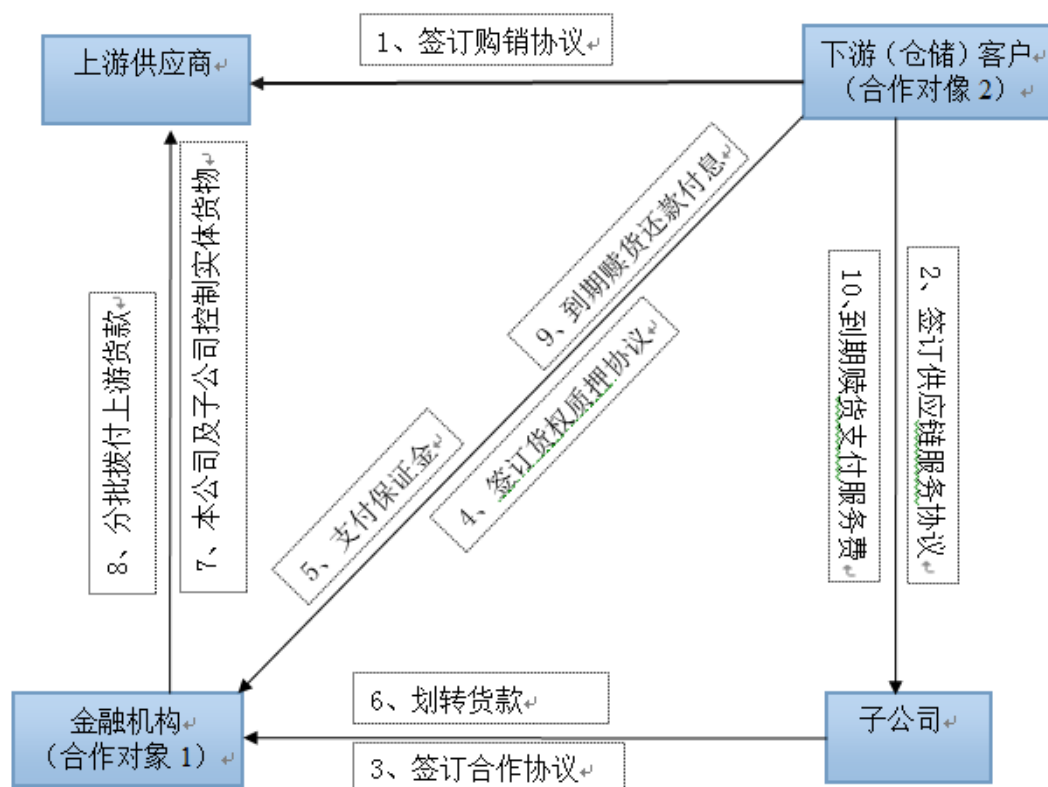 1、签订购销协议
上游供应商
下游（仓储）客户
（合作对像 2）
9、到期赎货还款付息
4、签订货权质押协议
5、支付保证金
8、分批拨付上游货款
7、本公司及子公司控制实体货物
10、到期赎货支付服务费
2、签订供应链服务协议
6、划转货款
金融机构
（合作对象 1）
子公司
3、签订合作协议